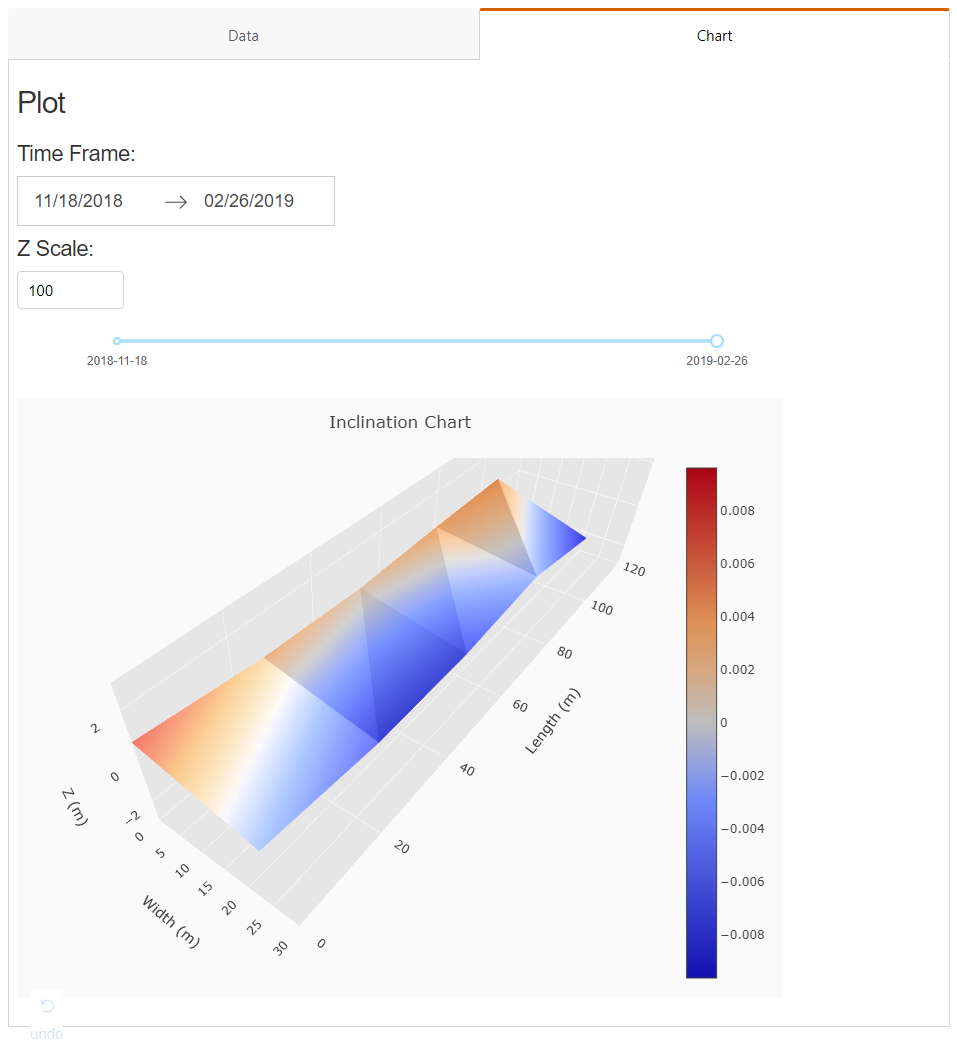 Data
Chart
Plot
Time Frame:
11/18/2018 → 02/26/2019
Z Scale:
100
2018-11-18
2019-02-26
Inclination Chart
0.008
0.006
0.004
0.002
0
−0.002
−0.004
−0.006
−0.008
120
100
80
60
40
20
0
Length (m)
2
0
−2
Z (m)
0
5
10
15
20
25
30
Width (m)
undo